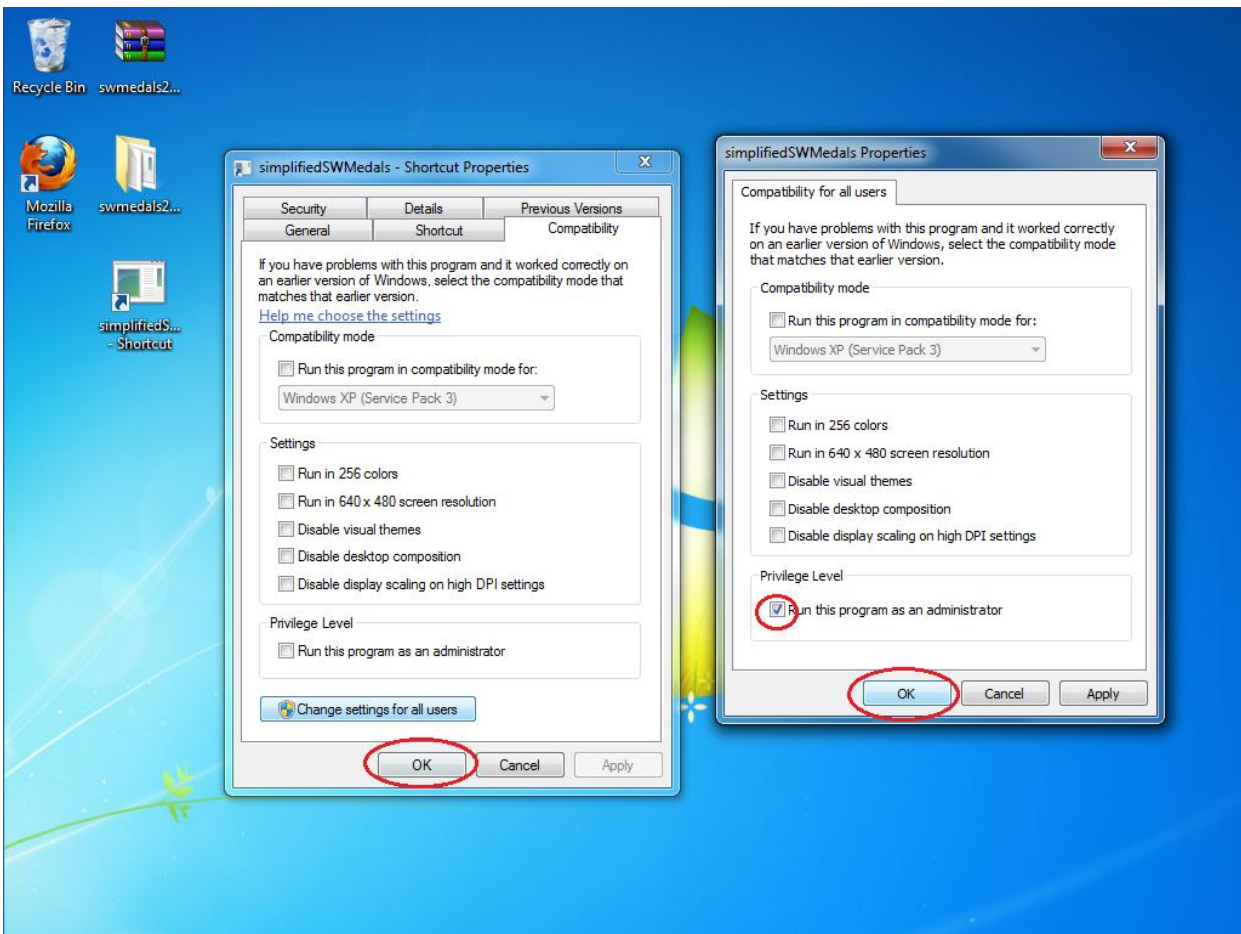 Recycle Bin
swmedals2...
Mozilla
Firefox
swmedals2...
simplifiedS...
- Shortcut
simplifiedSWMedals - Shortcut Properties
Security
Details
Previous Versions
General
Shortcut
Compatibility
If you have problems with this program and it worked correctly on
an earlier version of Windows, select the compatibility mode that
matches that earlier version.
Help me choose the settings
Compatibility mode
Run this program in compatibility mode for:
Windows XP (Service Pack 3)
Settings
Run in 256 colors
Run in 640 x 480 screen resolution
Disable visual themes
Disable desktop composition
Disable display scaling on high DPI settings
Privilege Level
Run this program as an administrator
Change settings for all users
OK
Cancel
Apply
simplifiedSWMedals Properties
Compatibility for all users
If you have problems with this program and it worked correctly
on an earlier version of Windows, select the compatibility mode
that matches that earlier version.
Compatibility mode
Run this program in compatibility mode for:
Windows XP (Service Pack 3)
Settings
Run in 256 colors
Run in 640 x 480 screen resolution
Disable visual themes
Disable desktop composition
Disable display scaling on high DPI settings
Privilege Level
Run this program as an administrator
OK
Cancel
Apply